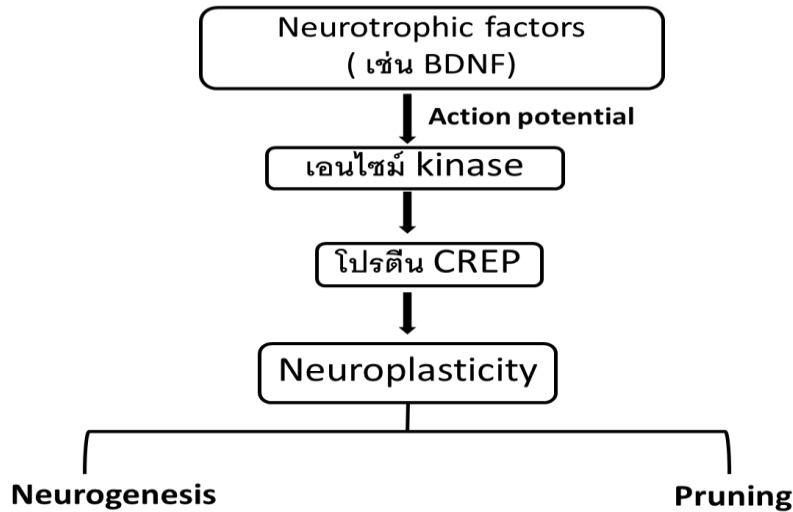 Neurotrophic factors
( เช่น BDNF)
Action potential
เอนไซม์ kinase
โปรตีน CREP
Neuroplasticity
Neurogenesis
Pruning